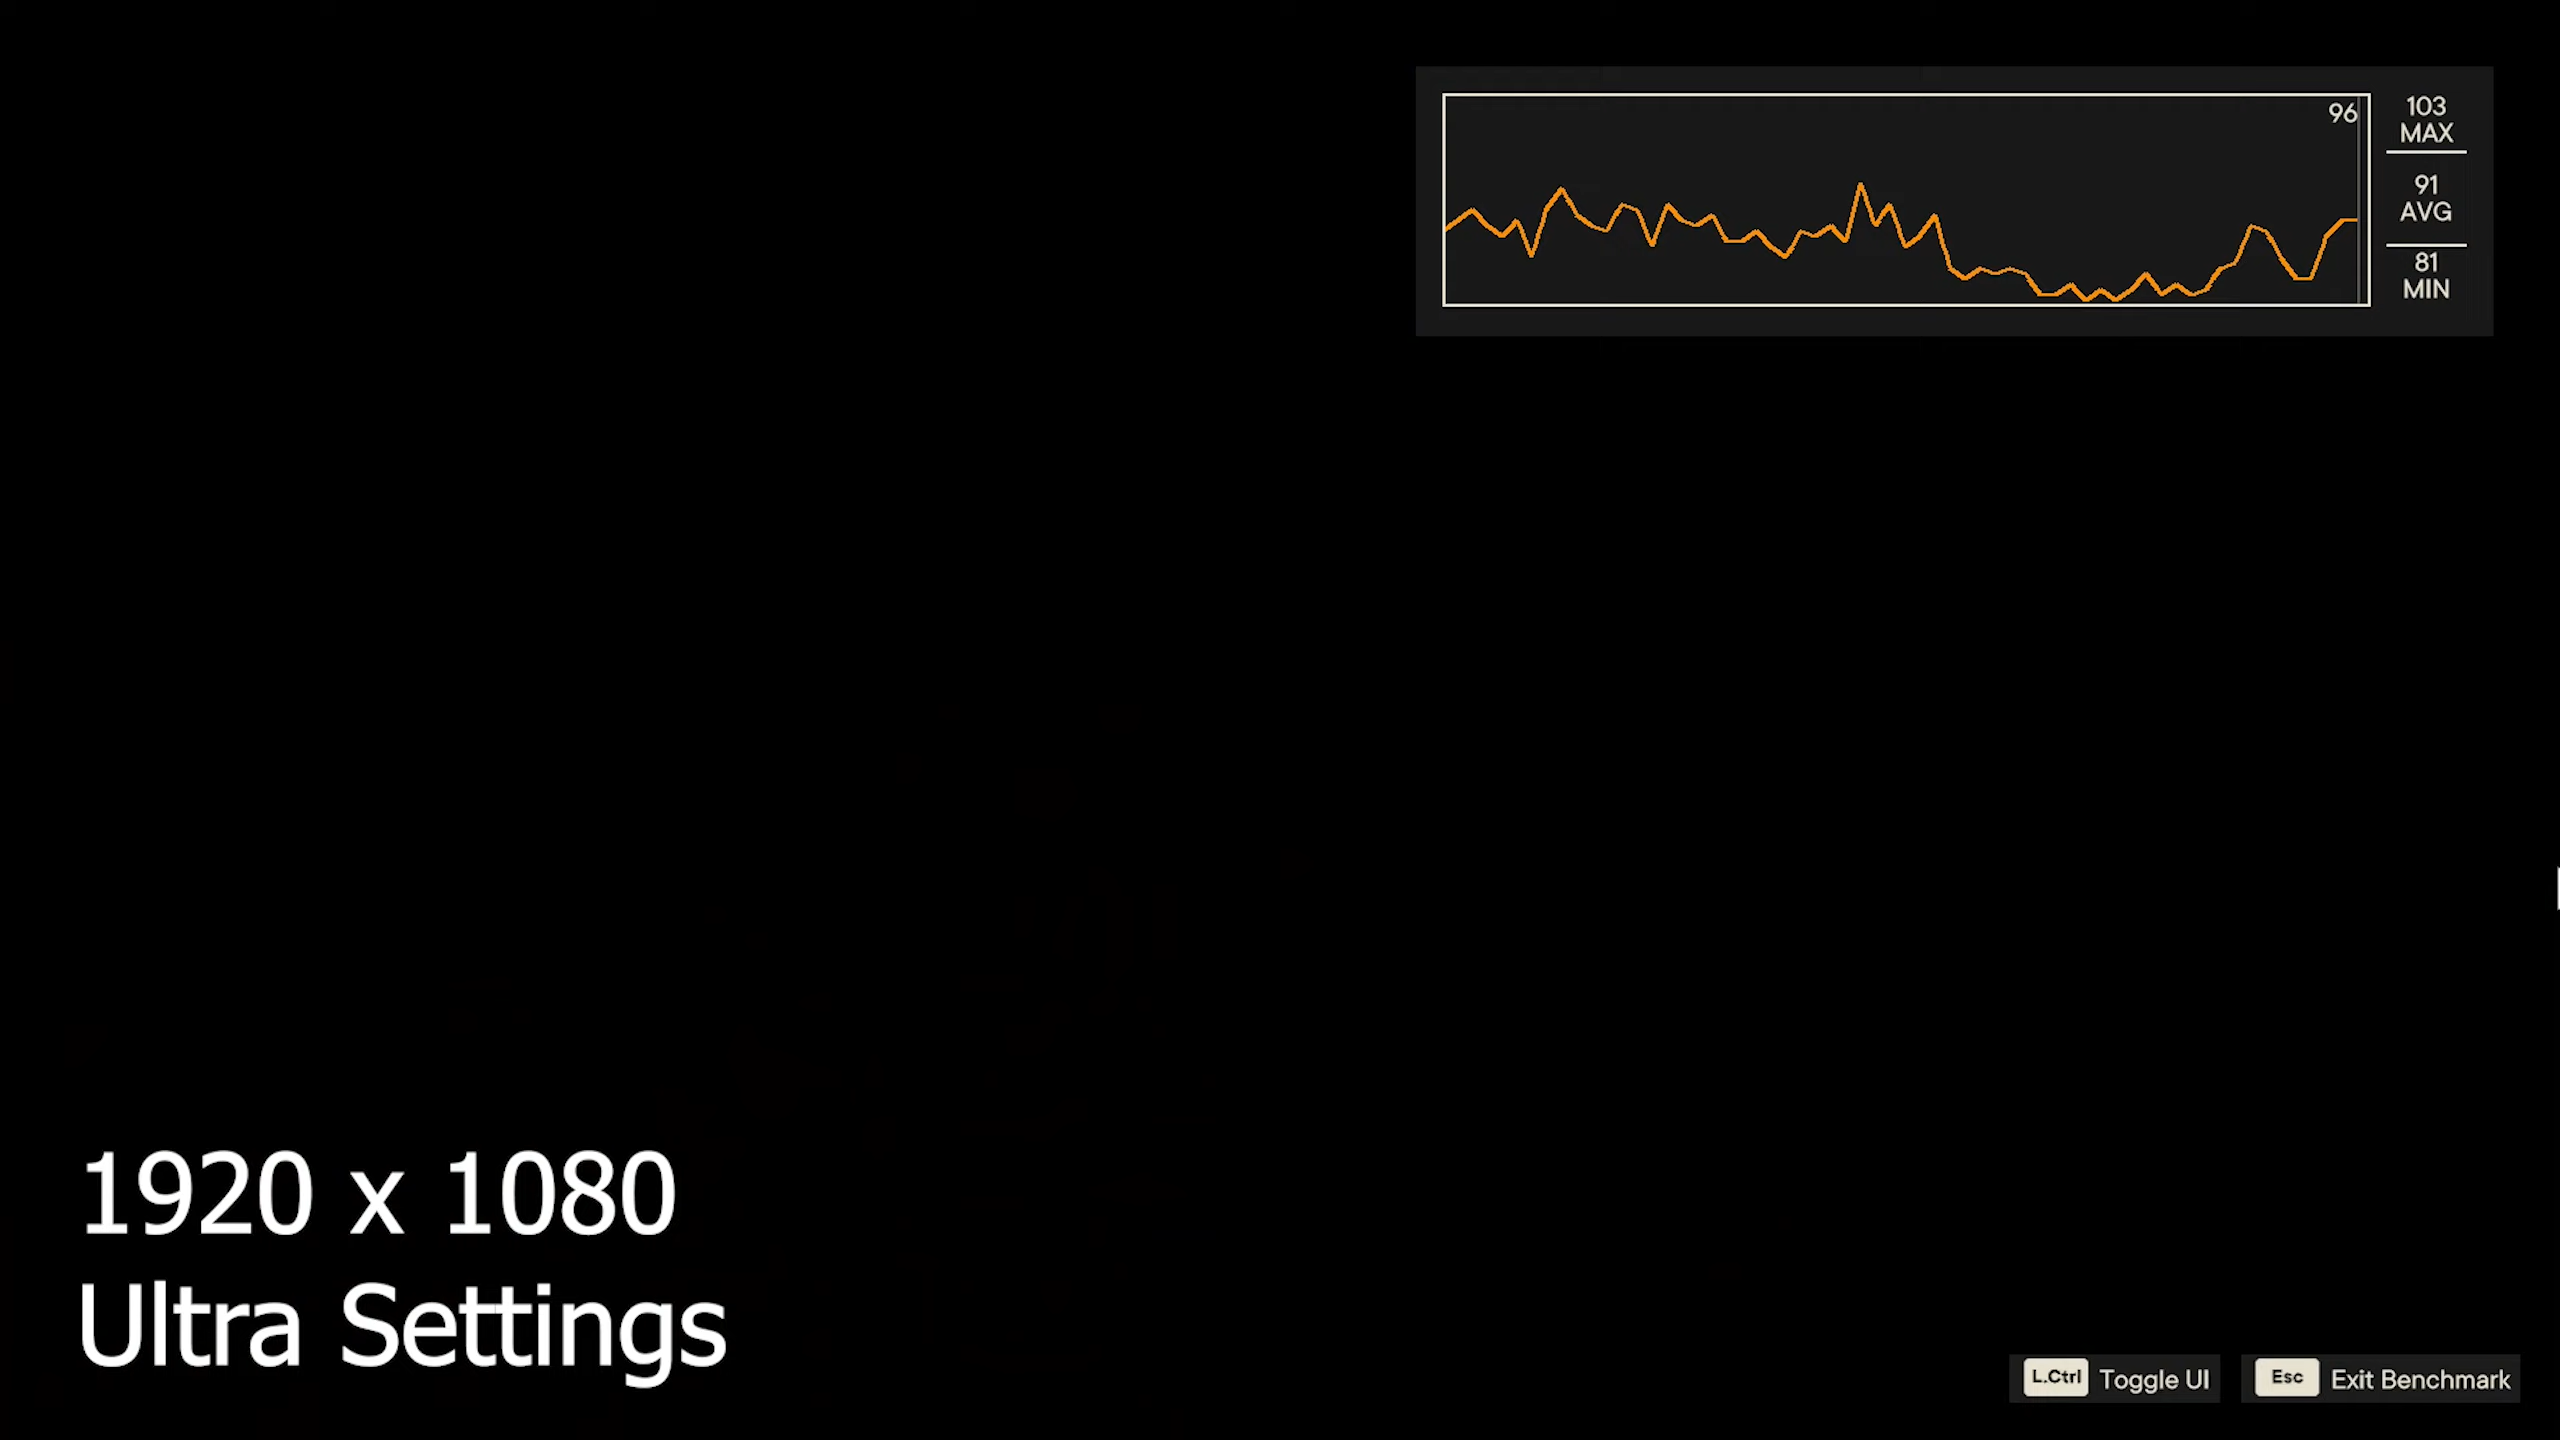 96
103
MAX
91
AVG
81
MIN
1920 x 1080
Ultra Settings
L.Ctrl Toggle UI Esc Exit Benchmark